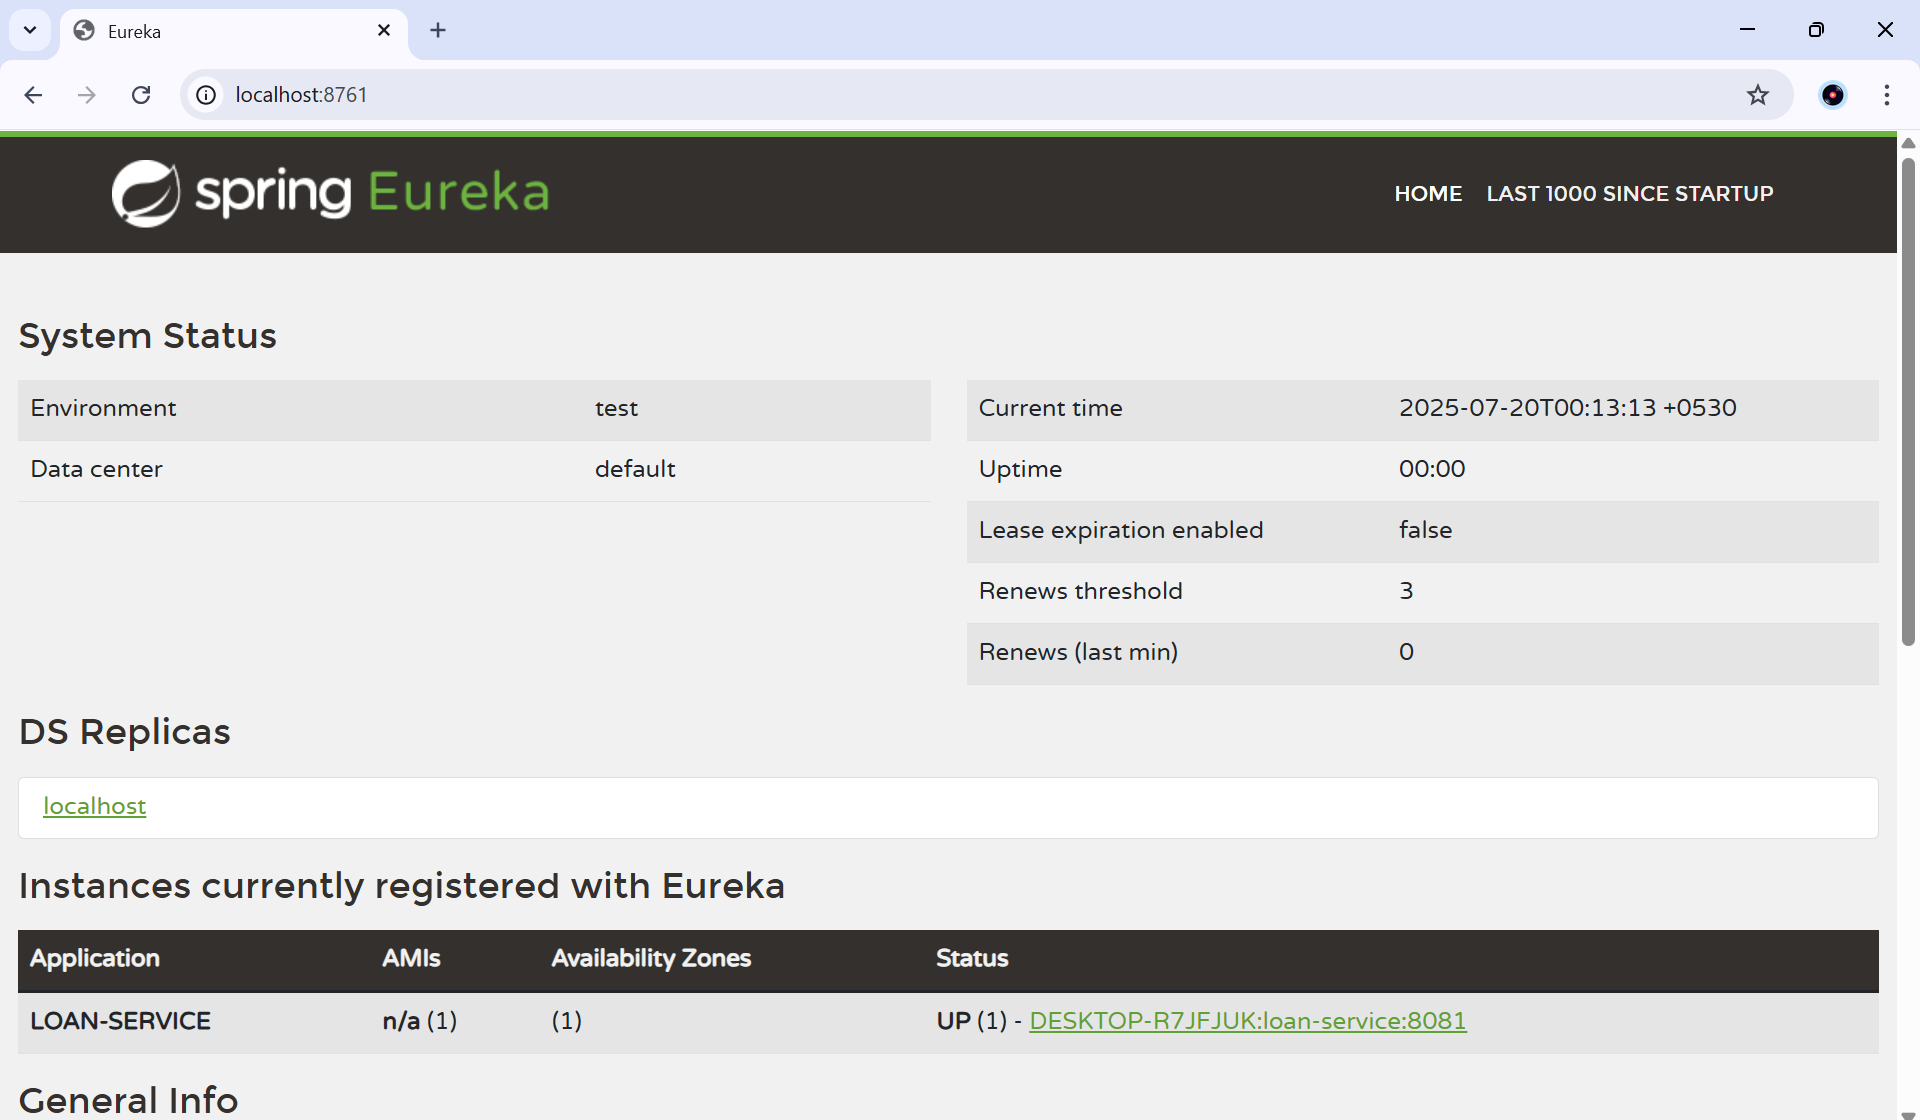 Eureka
localhost:8761
spring Eureka
HOME LAST 1000 SINCE STARTUP
System Status
Environment test
Data center default
Current time 2025-07-20T00:13:13 +0530
Uptime 00:00
Lease expiration enabled false
Renews threshold 3
Renews (last min) 0
DS Replicas
localhost
Instances currently registered with Eureka
Application AMIs Availability Zones Status
LOAN-SERVICE n/a (1) (1) UP (1) - DESKTOP-R7JFJUK:loan-service:8081
General Info